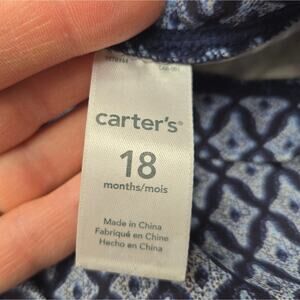 carter's®
18
months/mois
Made in China
Fabriqué en Chine
Hecho en China